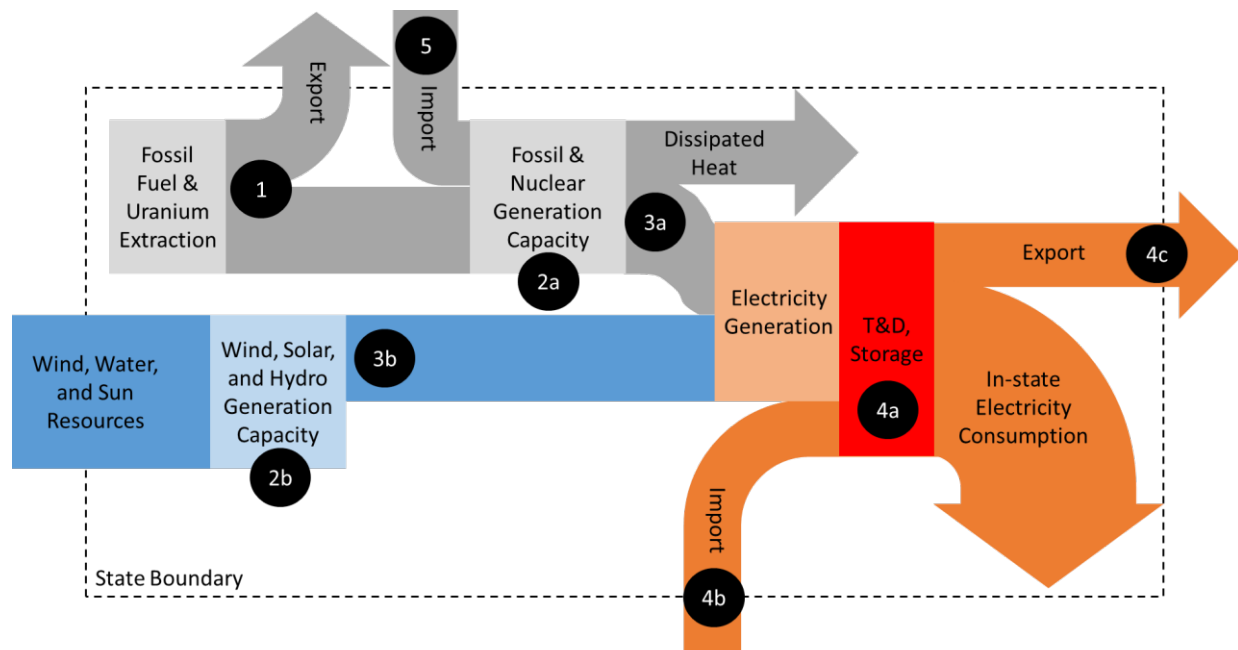 5
Export
Import
Fossil
Fuel &
Uranium
Extraction
1
Fossil &
Nuclear
Generation
Capacity
2a
Dissipated
Heat
3a
Export
4c
Electricity
Generation
T&D,
Storage
4a
In-state
Electricity
Consumption
Wind, Water,
and Sun
Resources
Wind, Solar,
and Hydro
Generation
Capacity
2b
3b
Import
4b
State Boundary